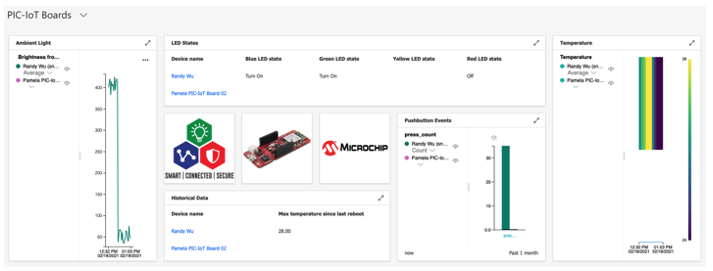 PIC-IoT Boards
Ambient Light
Brightness fro...
Randy Wu (sn...
Average
Pamela PIC-Io...
400
350
300
250
200
150
100
50
12:32 PM 01:03 PM
02/18/2021 02/18/2021
LED States
Device name Blue LED state Green LED state Yellow LED state Red LED state
Randy Wu Turn On Turn On Off
Pamela PIC-IoT Board 02
SMART | CONNECTED | SECURE
MICROCHIP
Historical Data
Device name Max temperature since last reboot
Randy Wu 28.00
Pamela PIC-IoT Board 02
Pushbutton Events
press_count
Randy Wu (sn...
Count
Pamela PIC-Io...
30
20
10
0.0
now Past 1 month
Temperature
Temperature
Randy Wu (sn...
Average
Pamela PIC-Io...
12:30 PM 01:03 PM
02/18/2021 02/18/2021